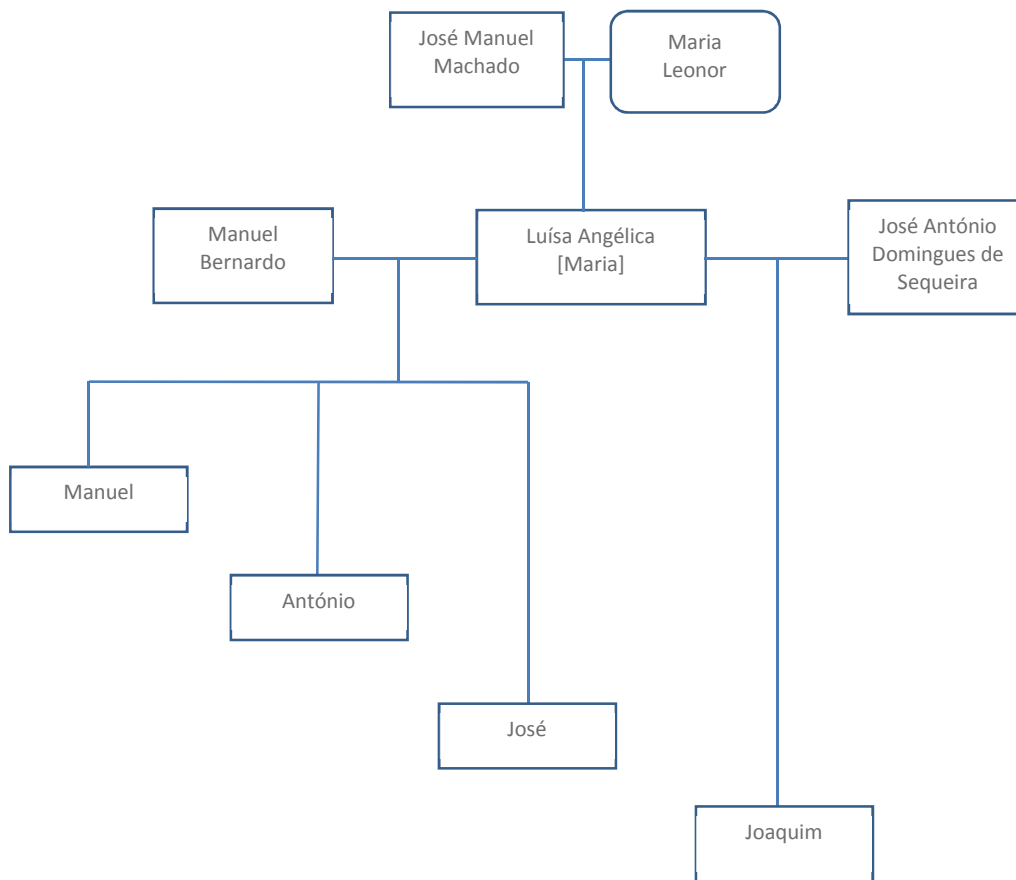 José Manuel
Machado
Maria
Leonor
Manuel
Bernardo
Luísa Angélica
[Maria]
José António
Domingues de
Sequeira
Manuel
António
José
Joaquim